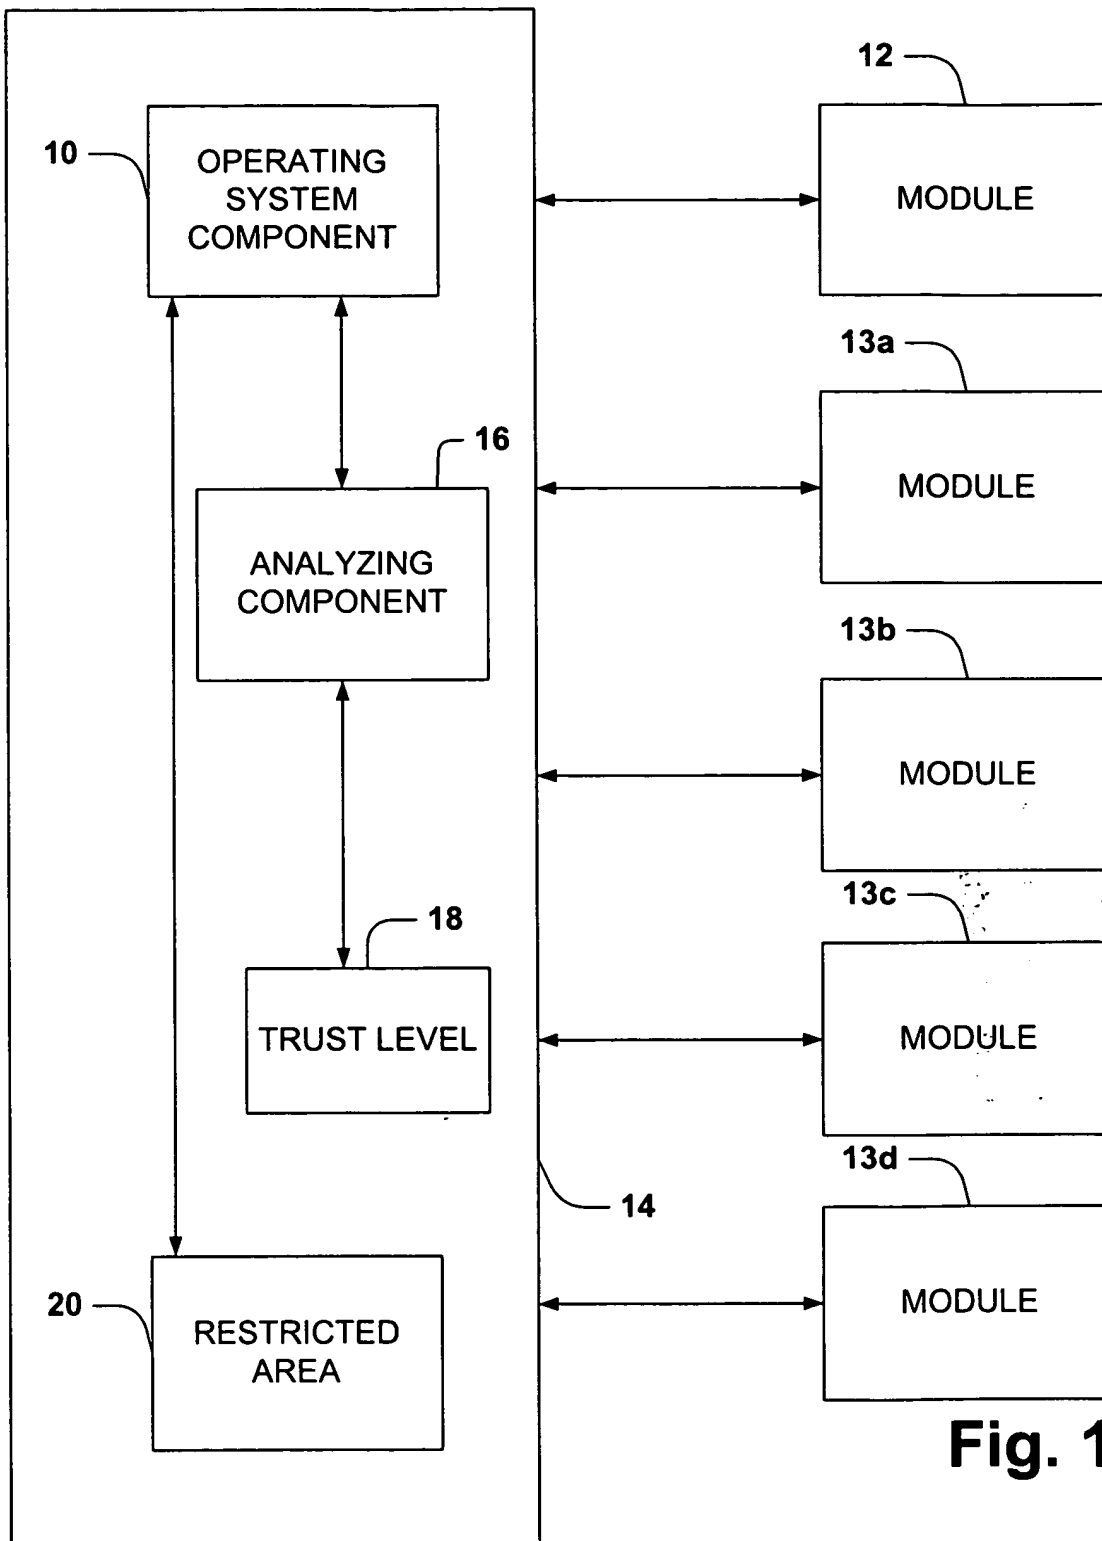 12
10
OPERATING
SYSTEM
COMPONENT
MODULE
13a
16
ANALYZING
COMPONENT
MODULE
13b
MODULE
13c
18
TRUST LEVEL
MODULE
13d
14
20
RESTRICTED
AREA
MODULE
Fig. 1